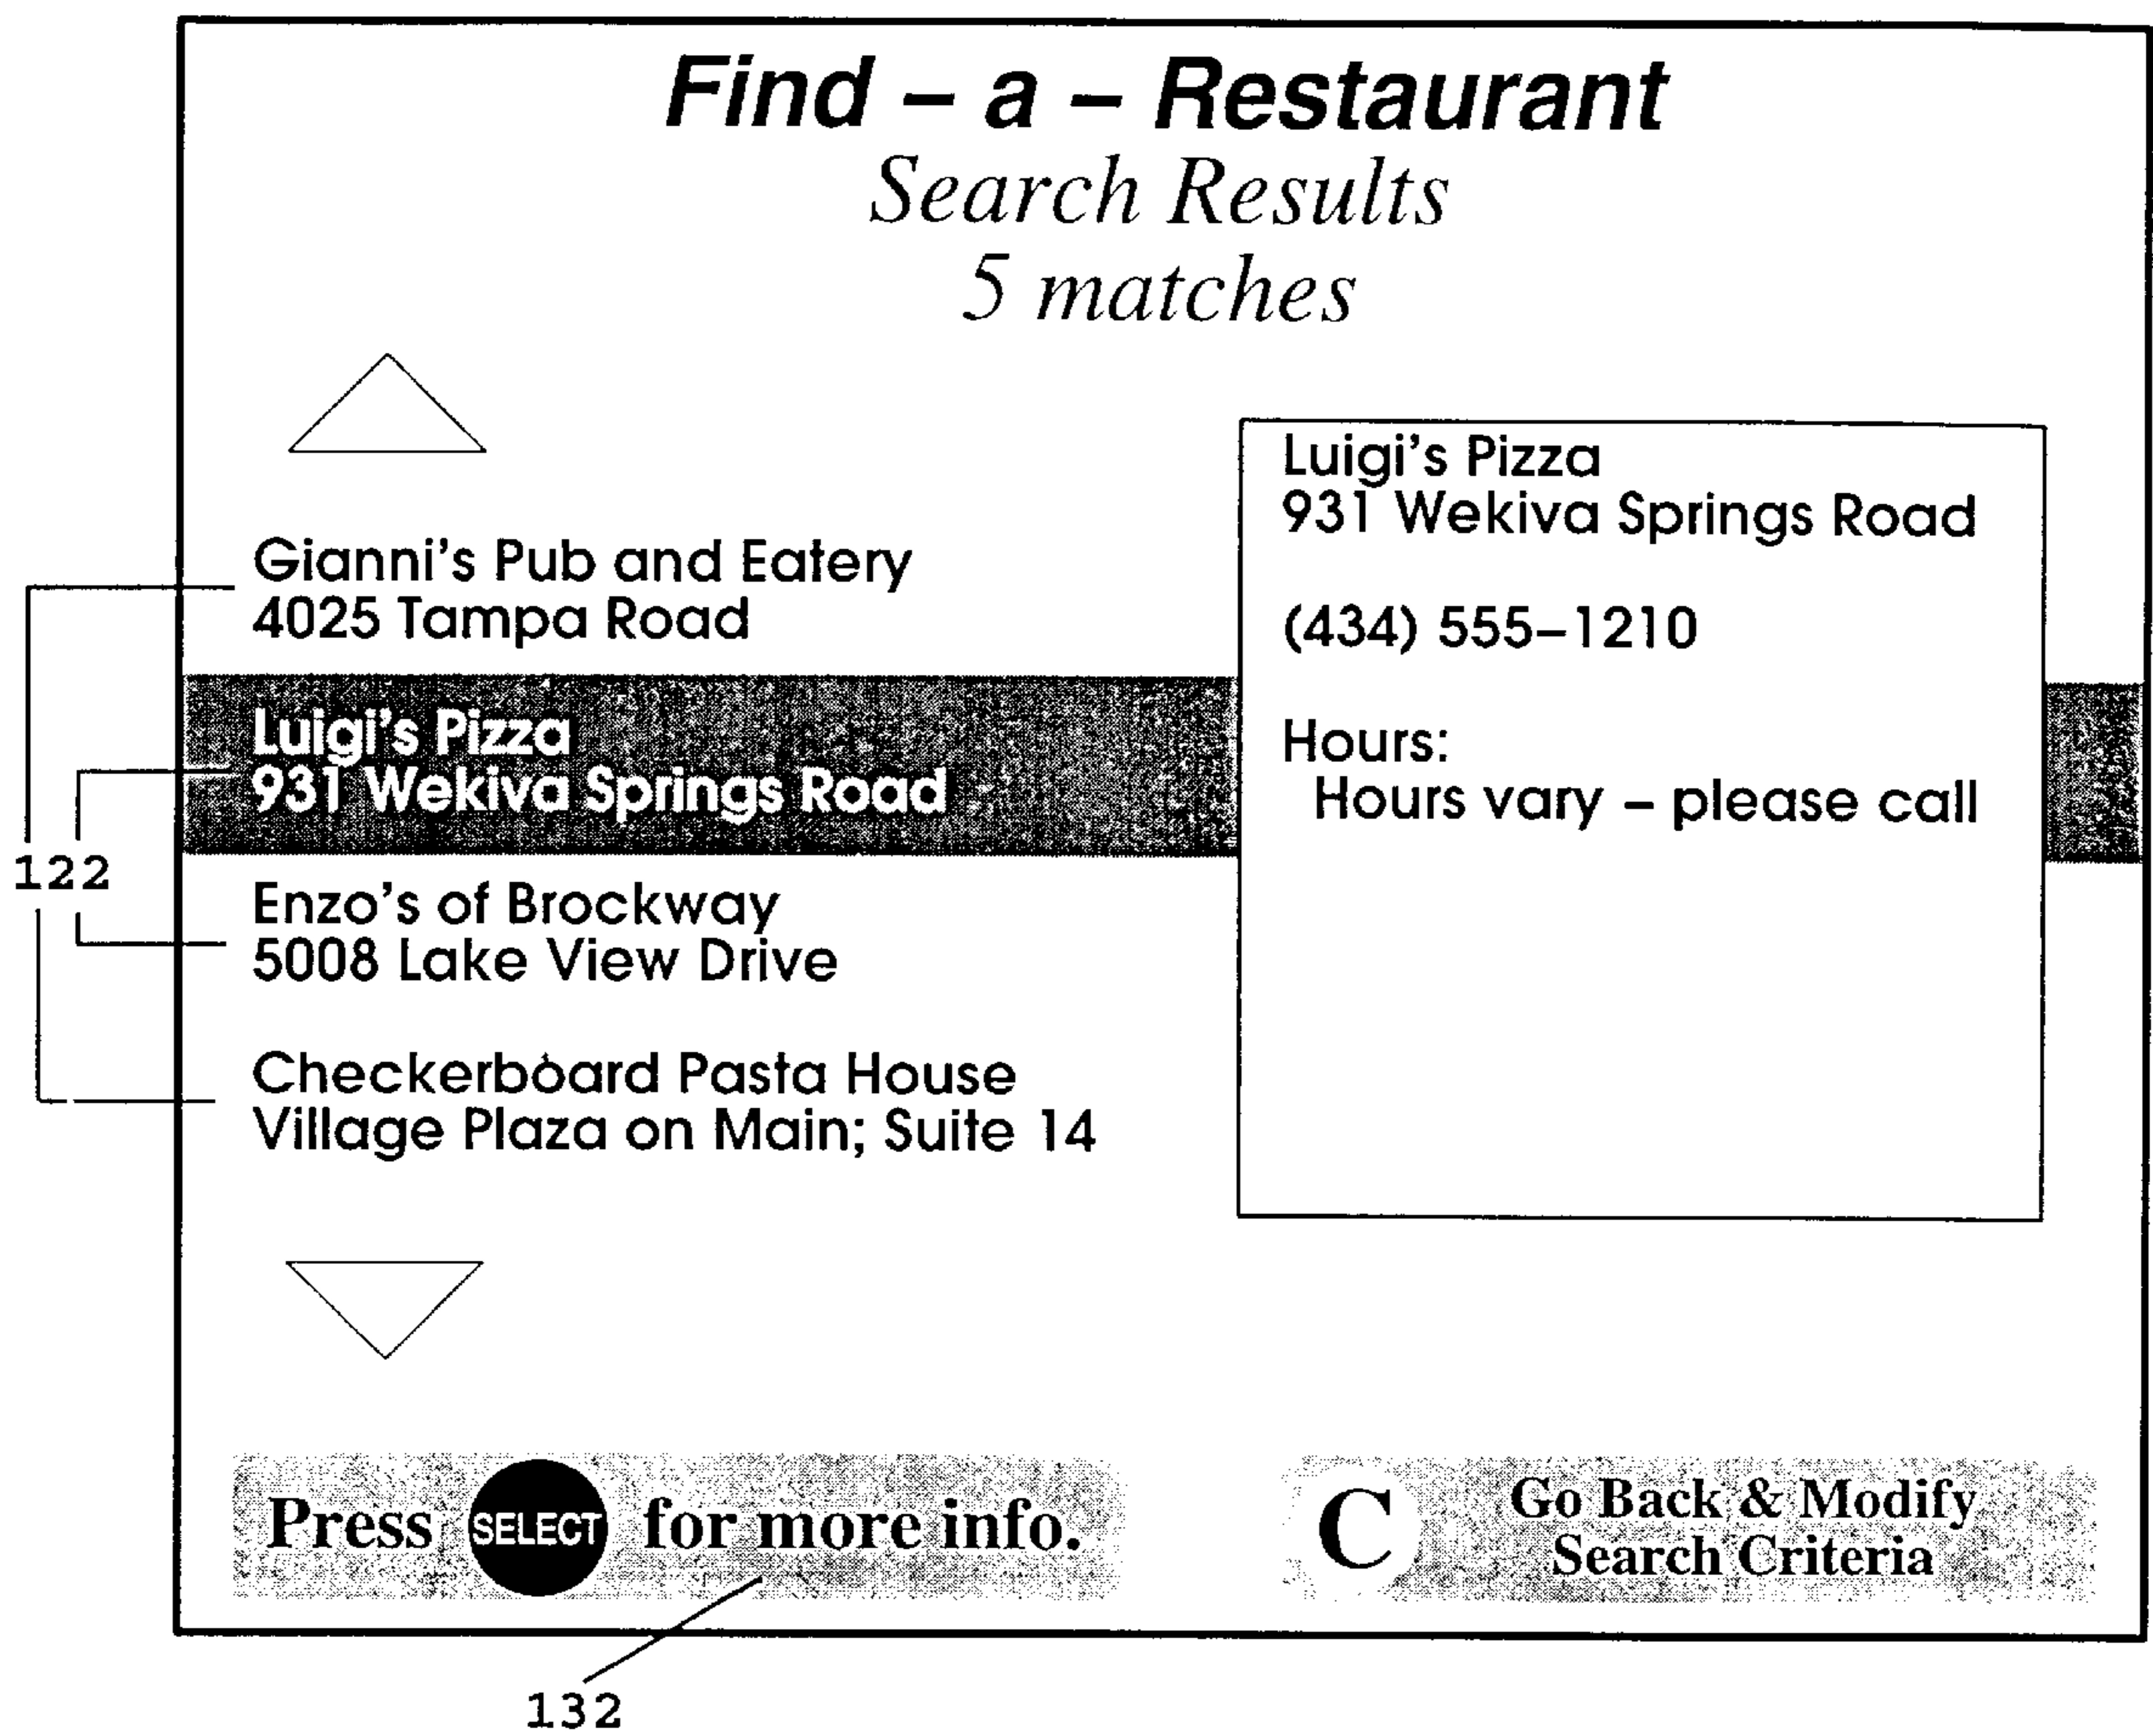 Find – a – Restaurant
Search Results
5 matches
Gianni's Pub and Eatery
4025 Tampa Road
Luigi's Pizza
931 Wekiva Springs Road
Enzo's of Brockway
5008 Lake View Drive
Checkerboard Pasta House
Village Plaza on Main; Suite 14
122
Luigi's Pizza
931 Wekiva Springs Road
(434) 555–1210
Hours:
Hours vary – please call
Press SELECT for more info.
C Go Back & Modify
Search Criteria
132